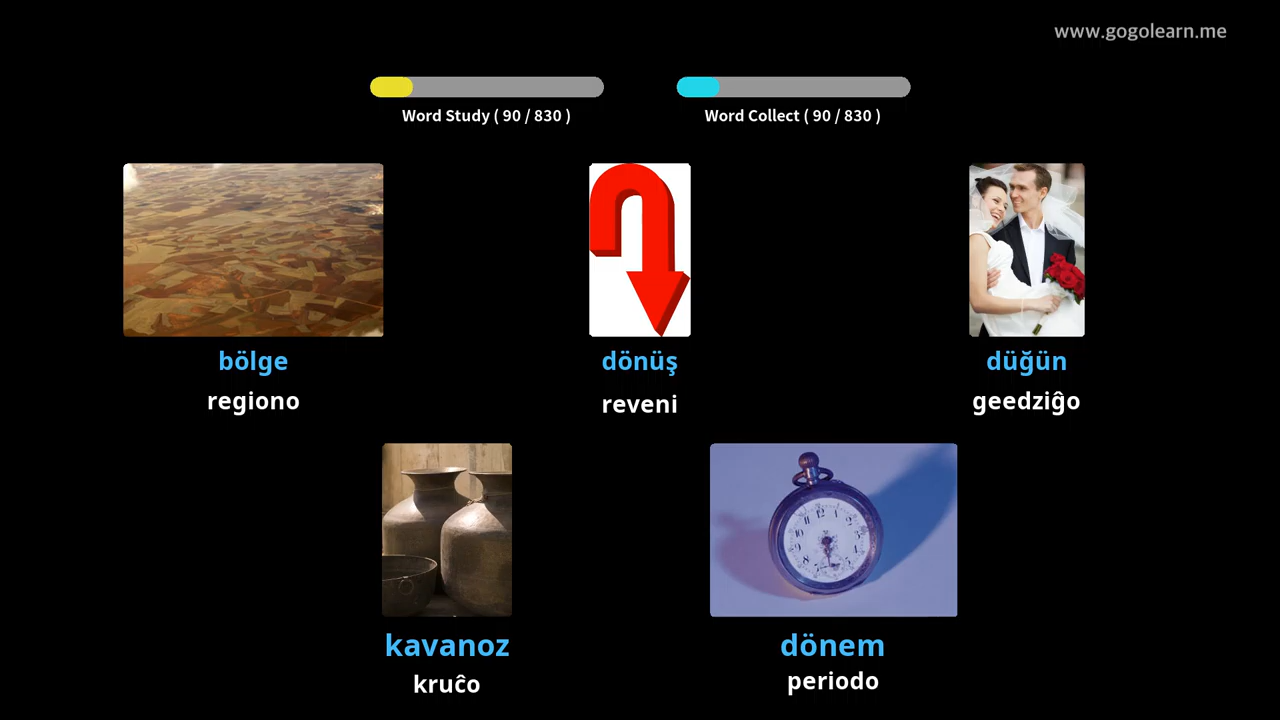 www.gogolearn.me
Word Study ( 90 / 830 )
Word Collect ( 90 / 830 )
bölge
dönüş
düğün
regiono
reveni
geedziĝo
kavanoz
dönem
kruĉo
periodo